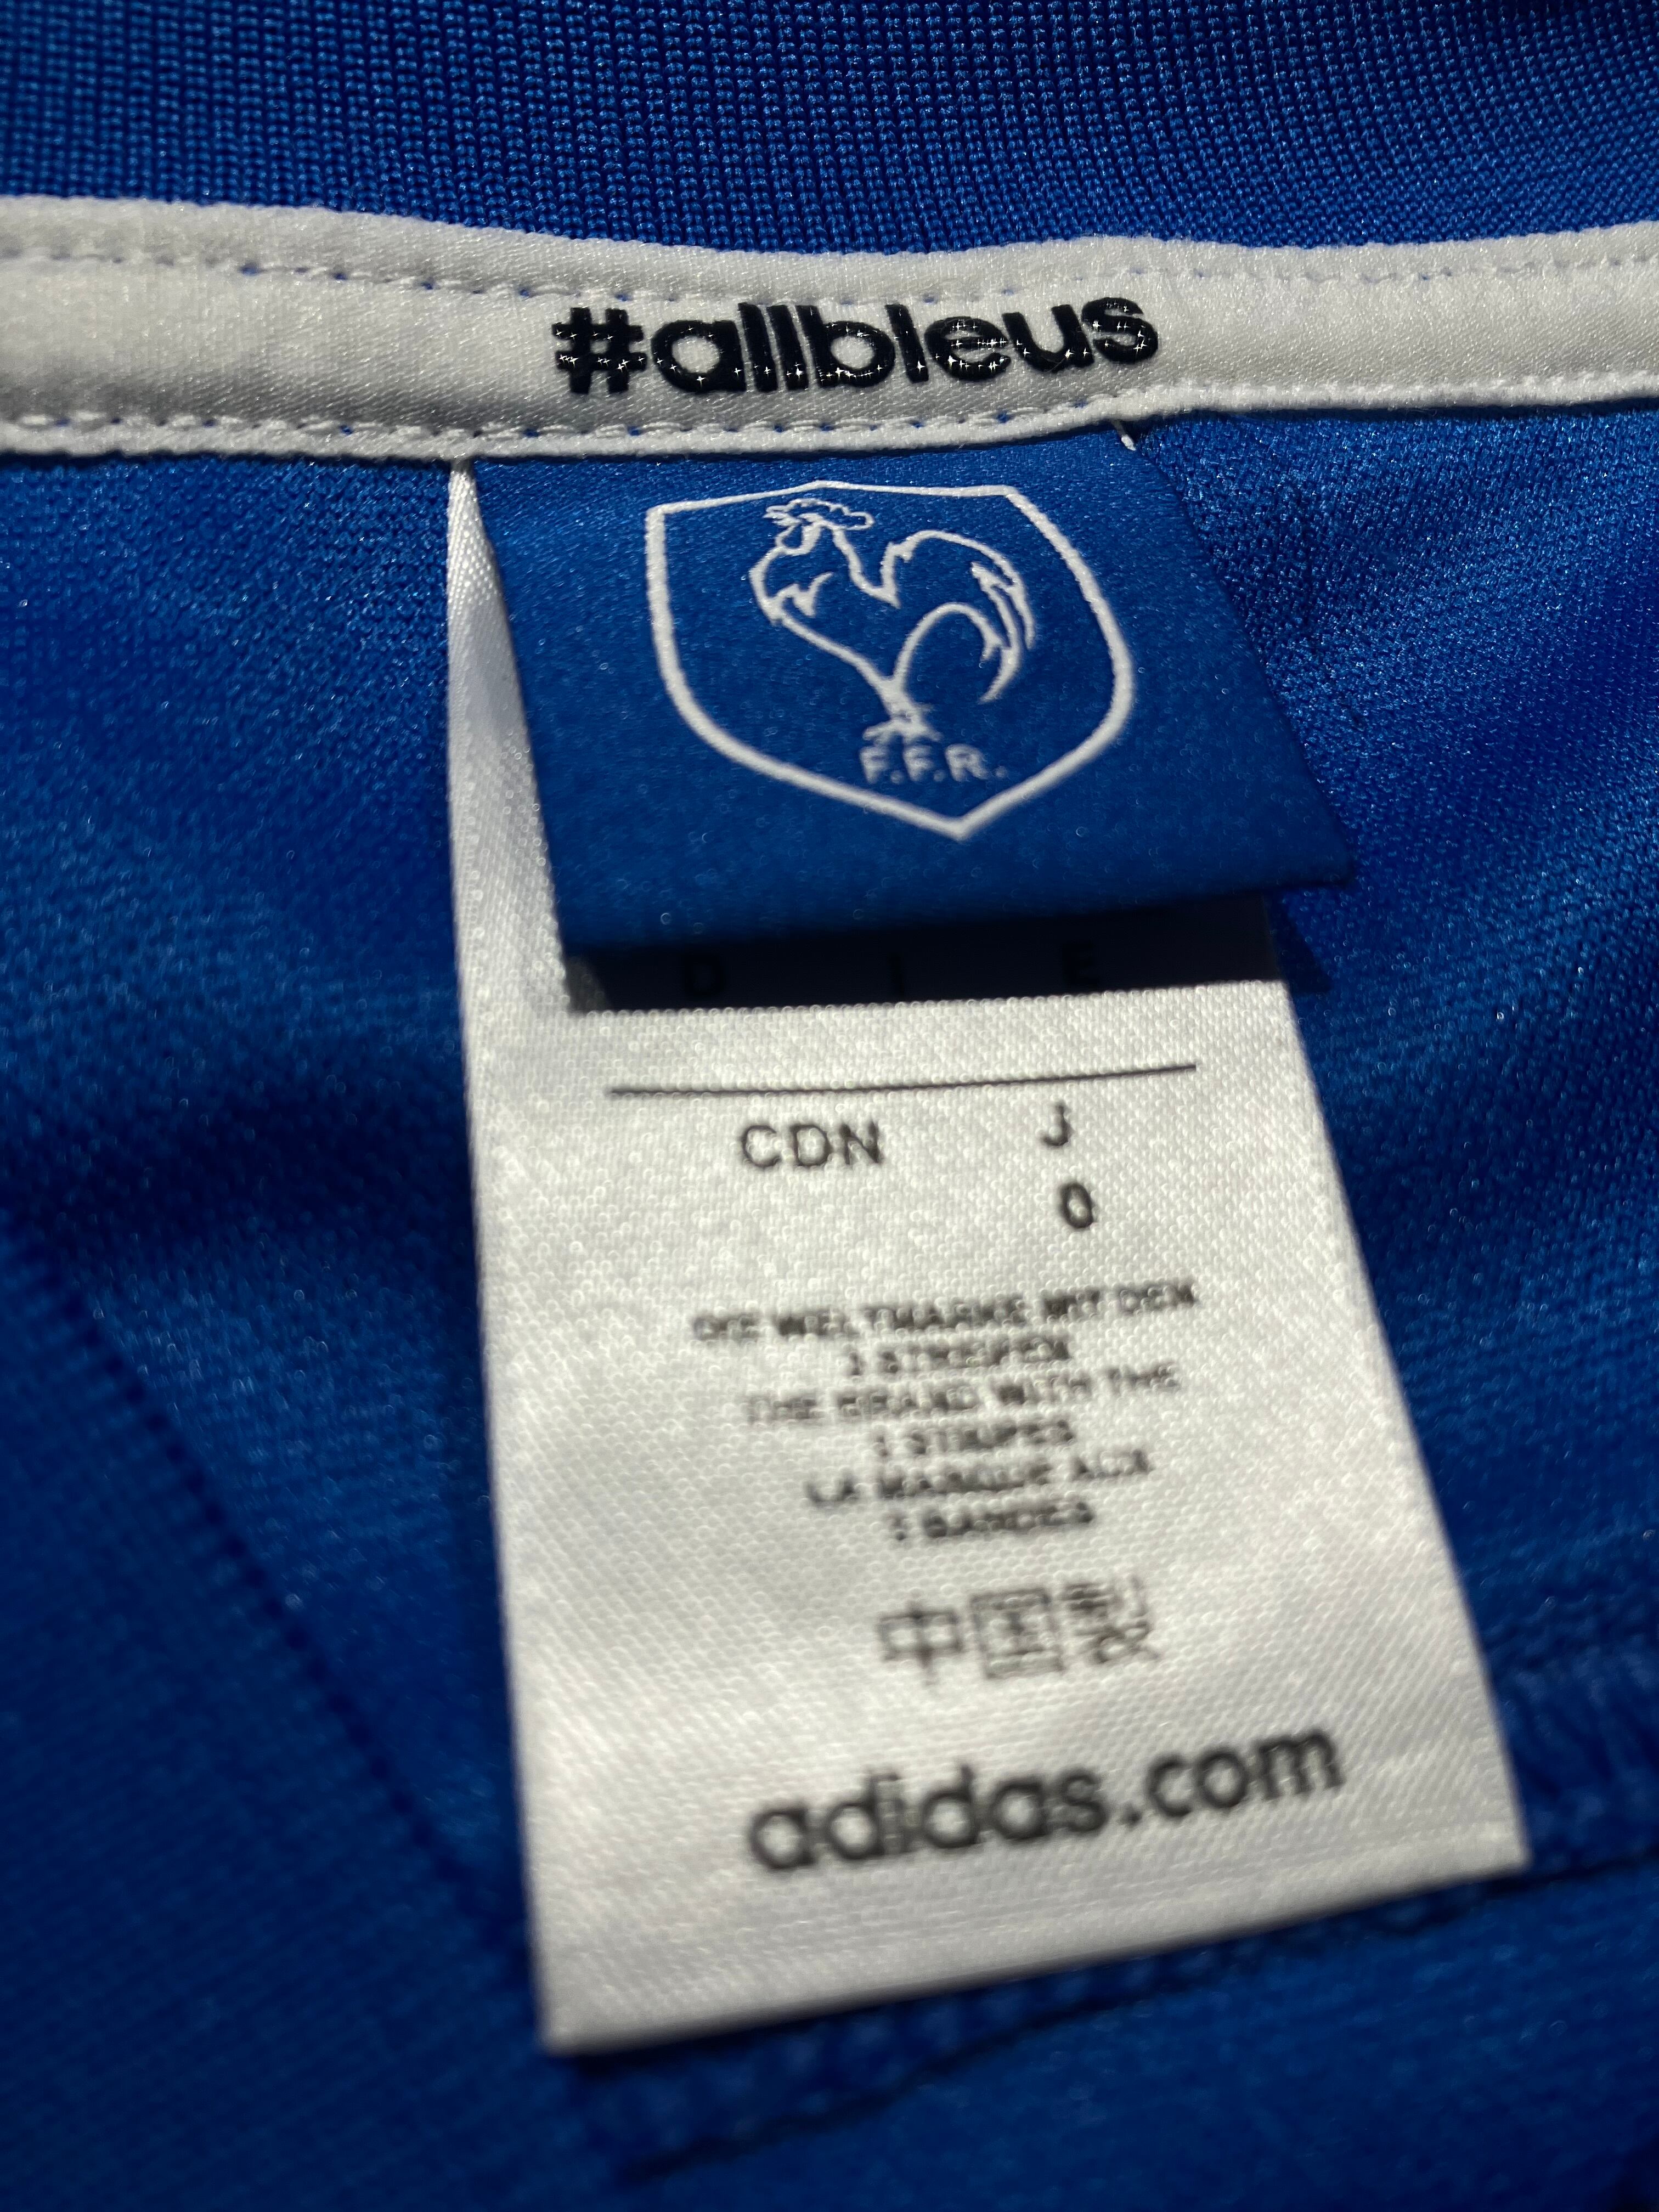 #allbleus
F.F.R.
D I E
CDN J
O
DIE WELTMARKE MIT DEN
3 STREIFEN
THE BRAND WITH THE
3 STRIPES
LA MARQUE AUX
3 BANDES
中国製
adidas.com